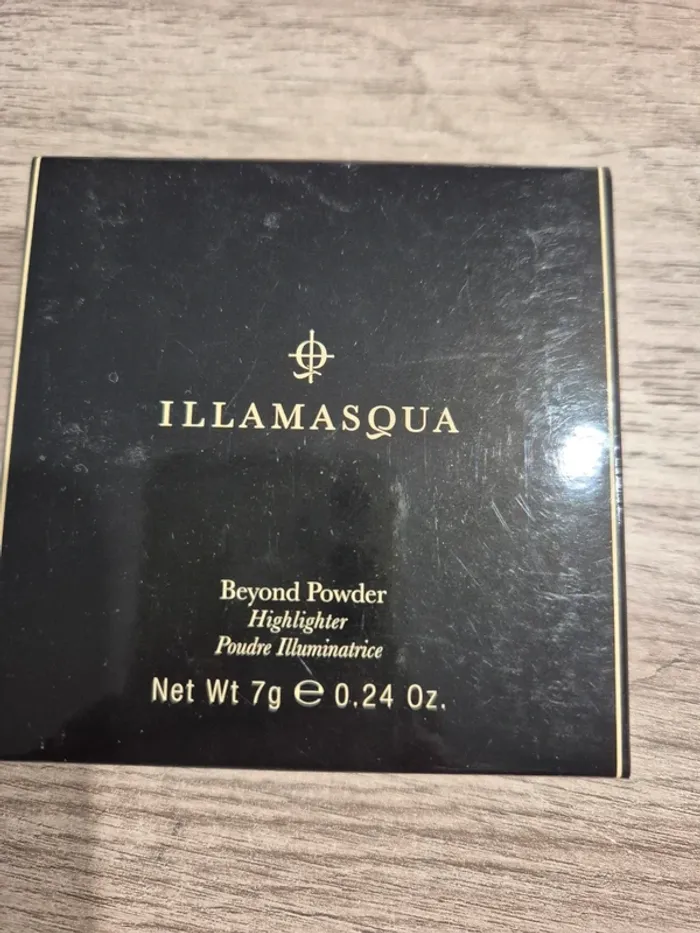 ILLAMASQUA
Beyond Powder
Highlighter
Poudre Illuminatrice
Net Wt 7g ℮ 0.24 Oz.